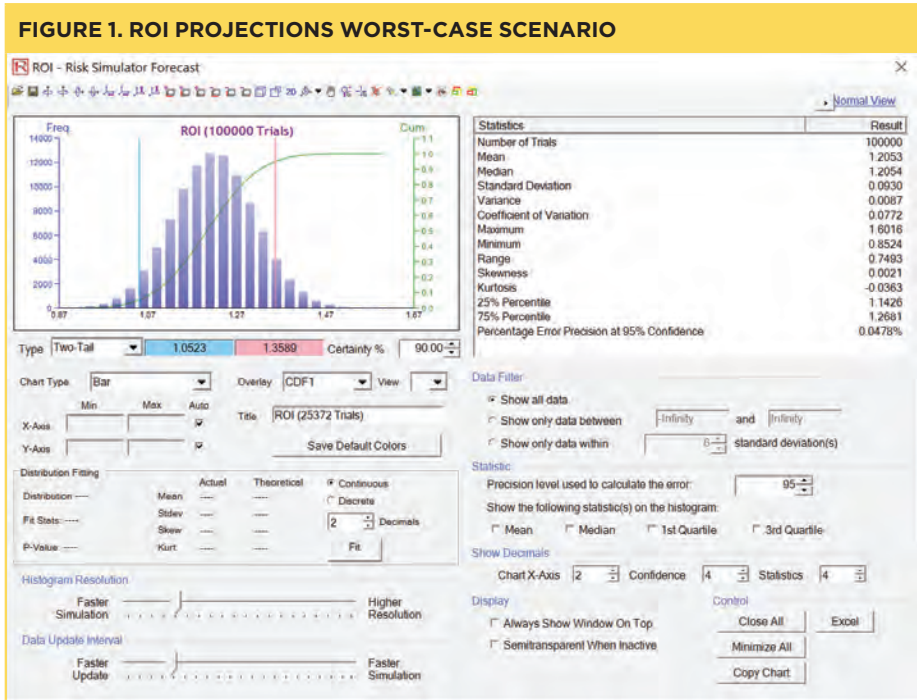 FIGURE 1. ROI PROJECTIONS WORST-CASE SCENARIO
ROI - Risk Simulator Forecast
Normal View
Freq ROI (100000 Trials) Cum
14000
12000
10000
8000
6000
4000
2000
0
1.1
1.0
0.9
0.8
0.7
0.6
0.5
0.4
0.3
0.2
0.1
0.87 1.07 1.27 1.47 1.67
Type Two-Tail 1.0523 1.3589 Certainty % 90.00
Statistics Result
Number of Trials 100000
Mean 1.2053
Median 1.2054
Standard Deviation 0.0930
Variance 0.0087
Coefficient of Variation 0.0772
Maximum 1.6016
Minimum 0.8524
Range 0.7493
Skewness 0.0021
Kurtosis -0.0363
25% Percentile 1.1426
75% Percentile 1.2681
Percentage Error Precision at 95% Confidence 0.0478%
Chart Type Bar Overlay CDF1 View
Min Max Auto
X-Axis
Title ROI (25372 Trials)
Y-Axis
Save Default Colors
Distribution Fitting
Actual Theoretical
Continuous
Distribution ----
Mean ---- ----
Discrete
Stdev ---- ----
Fit Stats: ----
2 Decimals
Skew ---- ----
P-Value ----
Kurt ---- ----
Fit
Histogram Resolution
Faster Simulation
Higher Resolution
Data Update Interval
Faster Update
Faster Simulation
Data Filter
Show all data
Show only data between -Infinity and Infinity
Show only data within 6 standard deviation(s)
Statistic
Precision level used to calculate the error: 95
Show the following statistic(s) on the histogram:
Mean Median 1st Quartile 3rd Quartile
Show Decimals
Chart X-Axis 2 Confidence 4 Statistics 4
Display
Control
Always Show Window On Top
Close All Excel
Semitransparent When Inactive
Minimize All
Copy Chart